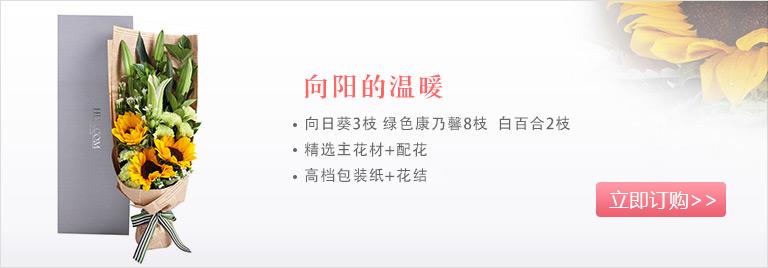 向阳的温暖
• 向日葵3枝 绿色康乃馨8枝 白百合2枝
• 精选主花材+配花
• 高档包装纸+花结
立即订购>>